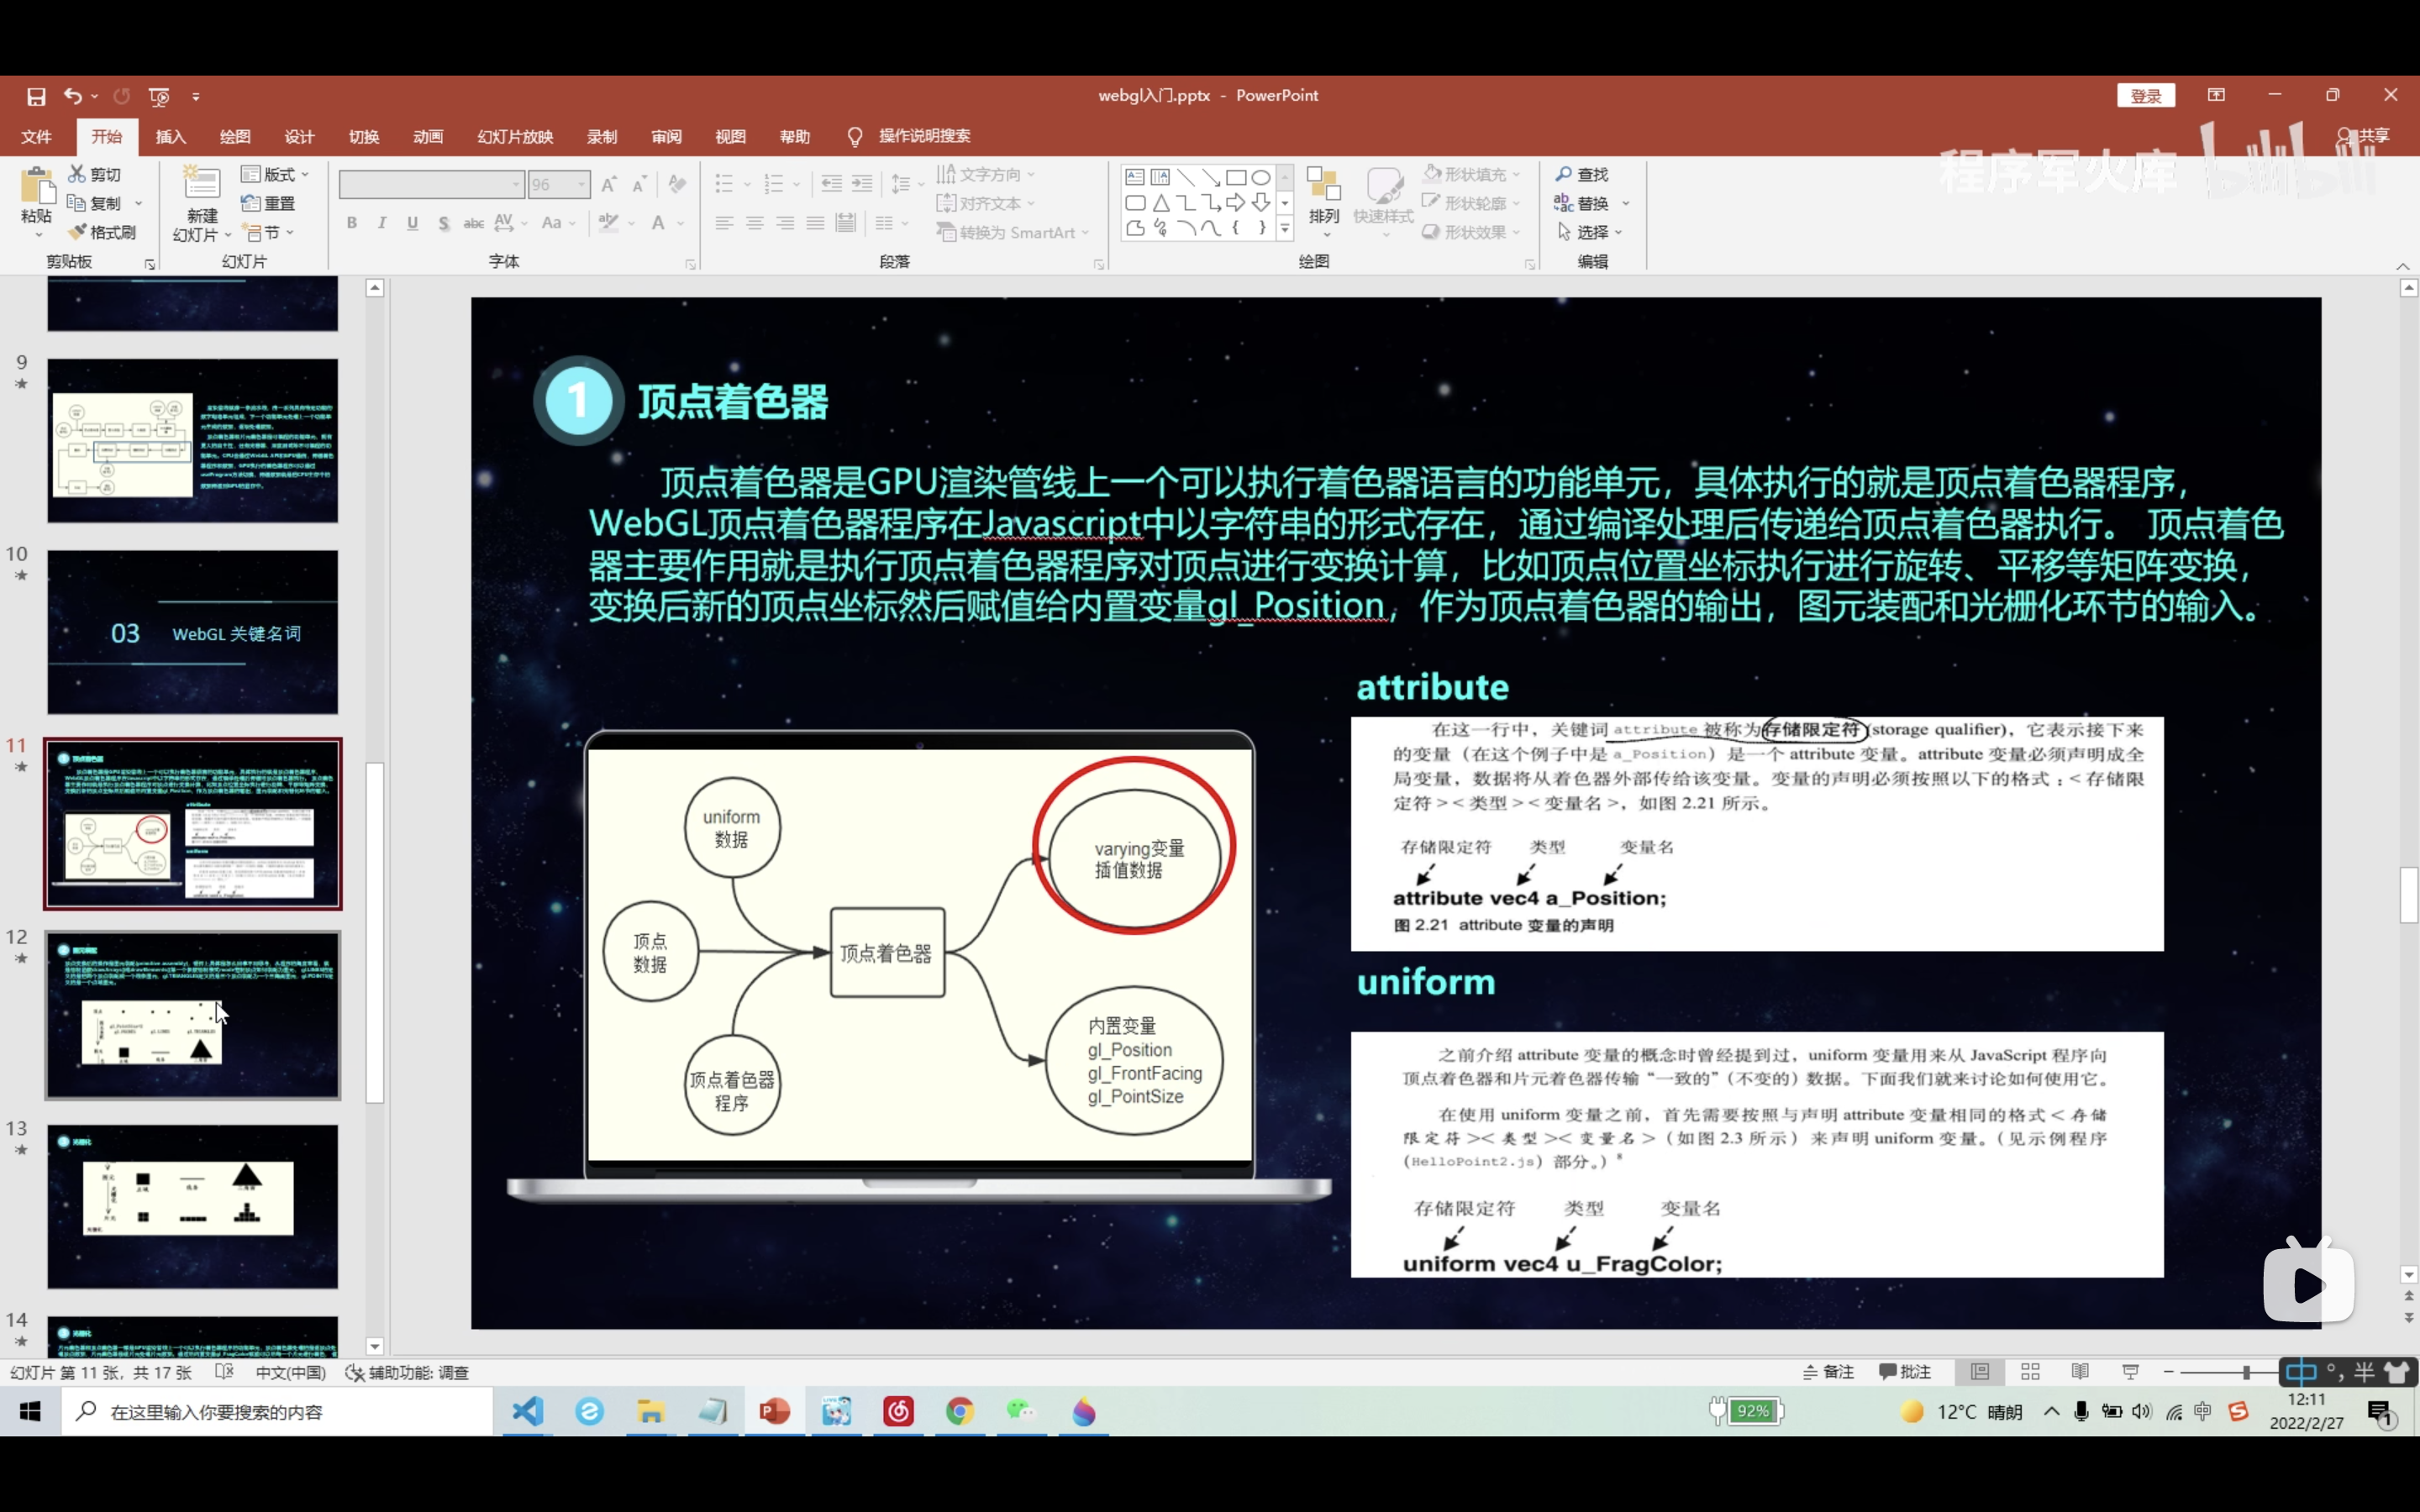 webgl入门.pptx - PowerPoint
登录
文件 开始 插入 绘图 设计 切换 动画 幻灯片放映 录制 审阅 视图 帮助 操作说明搜索 共享
程序军火库 bilibili
粘贴 剪切 复制 格式刷
剪贴板
新建
幻灯片 版式 重置 节
幻灯片
96
B I U S abc AV Aa A
字体
文字方向
对齐文本
转换为 SmartArt
段落
排列 快速样式 形状填充 形状轮廓 形状效果
绘图
查找
替换
选择
编辑
9
10
03 WebGL 关键名词
11
12
13
14
1 顶点着色器
顶点着色器是GPU渲染管线上一个可以执行着色器语言的功能单元，具体执行的就是顶点着色器程序，
WebGL顶点着色器程序在Javascript中以字符串的形式存在，通过编译处理后传递给顶点着色器执行。 顶点着色
器主要作用就是执行顶点着色器程序对顶点进行变换计算，比如顶点位置坐标执行进行旋转、平移等矩阵变换，
变换后新的顶点坐标然后赋值给内置变量gl_Position，作为顶点着色器的输出，图元装配和光栅化环节的输入。
uniform
数据
顶点
数据
顶点着色器
程序
顶点着色器
varying变量
插值数据
内置变量
gl_Position
gl_FrontFacing
gl_PointSize
attribute
在这一行中，关键词 attribute 被称为存储限定符(storage qualifier)，它表示接下来
的变量（在这个例子中是 a_Position）是一个 attribute 变量。attribute 变量必须声明成全
局变量，数据将从着色器外部传给该变量。变量的声明必须按照以下的格式：<存储限
定符><类型><变量名>，如图 2.21 所示。
存储限定符 类型 变量名
attribute vec4 a_Position;
图 2.21 attribute 变量的声明
uniform
之前介绍 attribute 变量的概念时曾经提到过，uniform 变量用来从 JavaScript 程序向
顶点着色器和片元着色器传输“一致的”（不变的）数据。下面我们就来讨论如何使用它。
在使用 uniform 变量之前，首先需要按照与声明 attribute 变量相同的格式<存储
限定符><类型><变量名>（如图 2.3 所示）来声明 uniform 变量。（见示例程序
(HelloPoint2.js) 部分。）8
存储限定符 类型 变量名
uniform vec4 u_FragColor;
幻灯片 第 11 张，共 17 张 中文(中国) 辅助功能: 调查 备注 批注 中 °, 半
在这里输入你要搜索的内容 92% 12°C 晴朗 中 12:11
2022/2/27 1